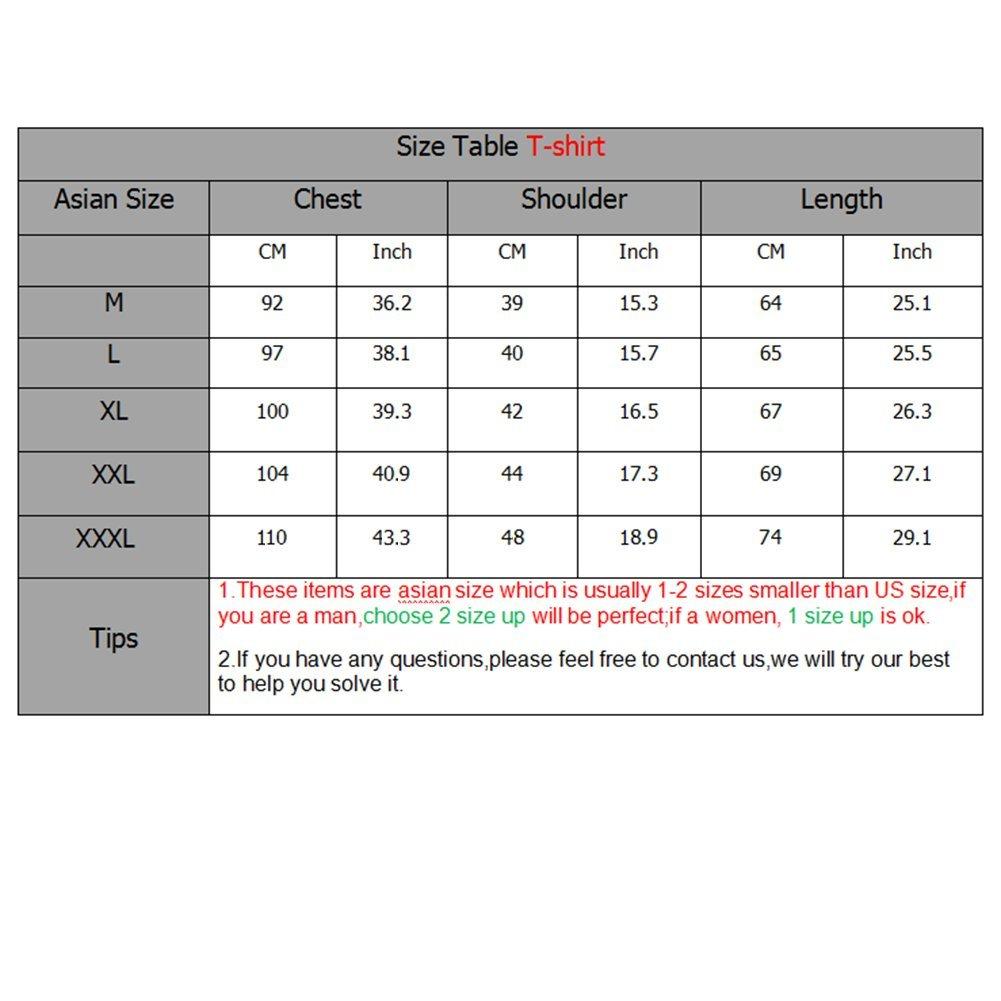 Size Table T-shirt
Asian Size Chest Shoulder Length
CM Inch CM Inch CM Inch
M 92 36.2 39 15.3 64 25.1
L 97 38.1 40 15.7 65 25.5
XL 100 39.3 42 16.5 67 26.3
XXL 104 40.9 44 17.3 69 27.1
XXXL 110 43.3 48 18.9 74 29.1
Tips
1.These items are asian size which is usually 1-2 sizes smaller than US size,if
you are a man,choose 2 size up will be perfect;if a women, 1 size up is ok.
2.If you have any questions,please feel free to contact us,we will try our best
to help you solve it.